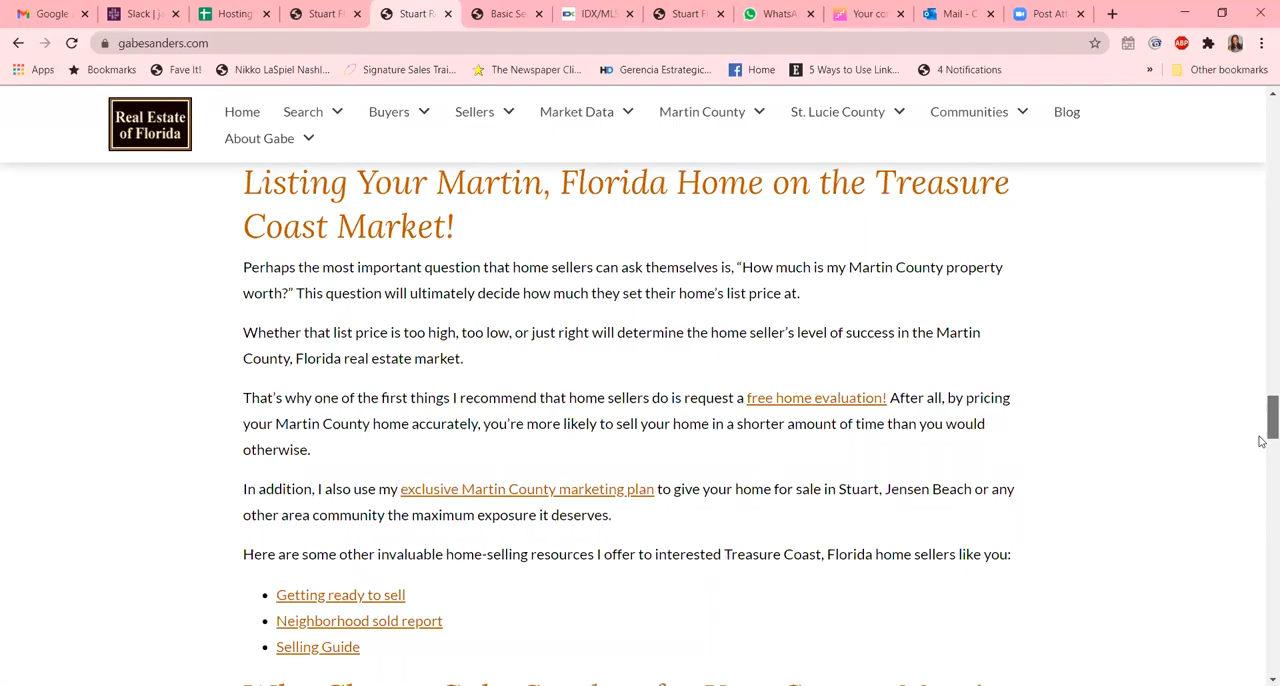 Google
Slack | j
Hosting
Stuart F
Stuart R
Basic Se
IDX/ML
Stuart F
WhatsA
Your co
Mail - C
Post Att
gabesanders.com
ABP
Apps
Bookmarks
Fave It!
Nikko LaSpiel Nashl...
Signature Sales Trai...
The Newspaper Cli...
HD Gerencia Estrategic...
Home
E 5 Ways to Use Link...
4 Notifications
»
Other bookmarks
Real Estate
of Florida
Home Search Buyers Sellers Market Data Martin County St. Lucie County Communities Blog
About Gabe
Listing Your Martin, Florida Home on the Treasure
Coast Market!
Perhaps the most important question that home sellers can ask themselves is, “How much is my Martin County property
worth?” This question will ultimately decide how much they set their home’s list price at.
Whether that list price is too high, too low, or just right will determine the home seller’s level of success in the Martin
County, Florida real estate market.
That’s why one of the first things I recommend that home sellers do is request a free home evaluation! After all, by pricing
your Martin County home accurately, you’re more likely to sell your home in a shorter amount of time than you would
otherwise.
In addition, I also use my exclusive Martin County marketing plan to give your home for sale in Stuart, Jensen Beach or any
other area community the maximum exposure it deserves.
Here are some other invaluable home-selling resources I offer to interested Treasure Coast, Florida home sellers like you:
• Getting ready to sell
• Neighborhood sold report
• Selling Guide